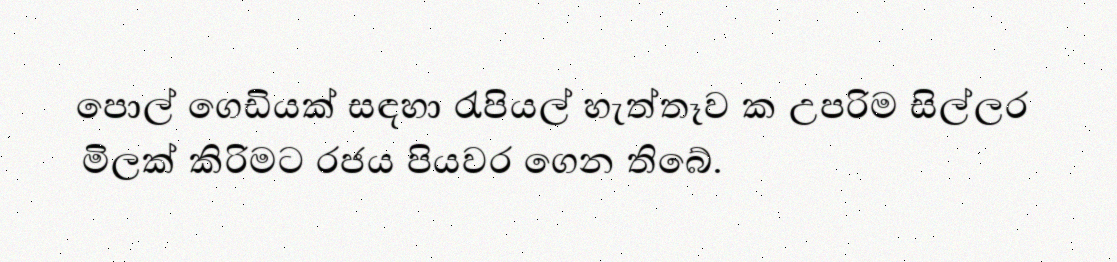 පොල් ගෙඩියක් සඳහා රුපියල් හැත්තෑව ක උපරිම සිල්ලර
මිලක් කිරිමට රජය පියවර ගෙන තිබේ.